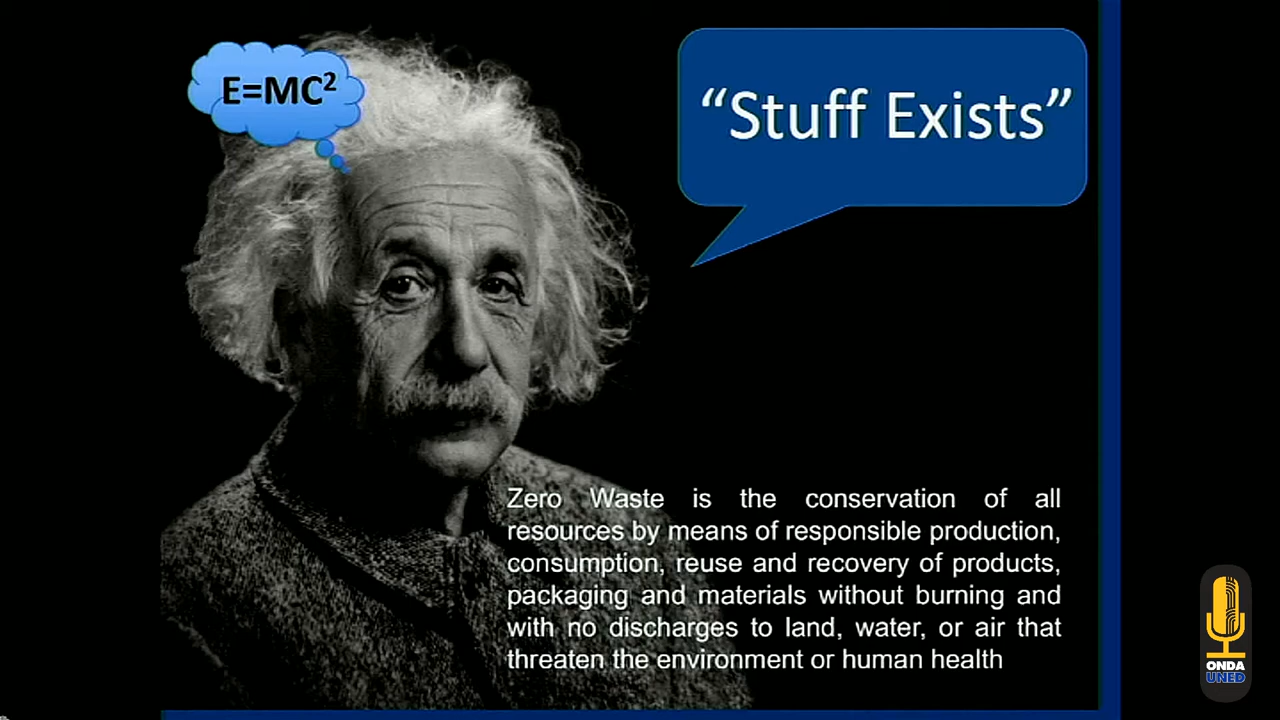 E=MC²
“Stuff Exists”
Zero Waste is the conservation of all
resources by means of responsible production,
consumption, reuse and recovery of products,
packaging and materials without burning and
with no discharges to land, water, or air that
threaten the environment or human health
ONDA
UNED